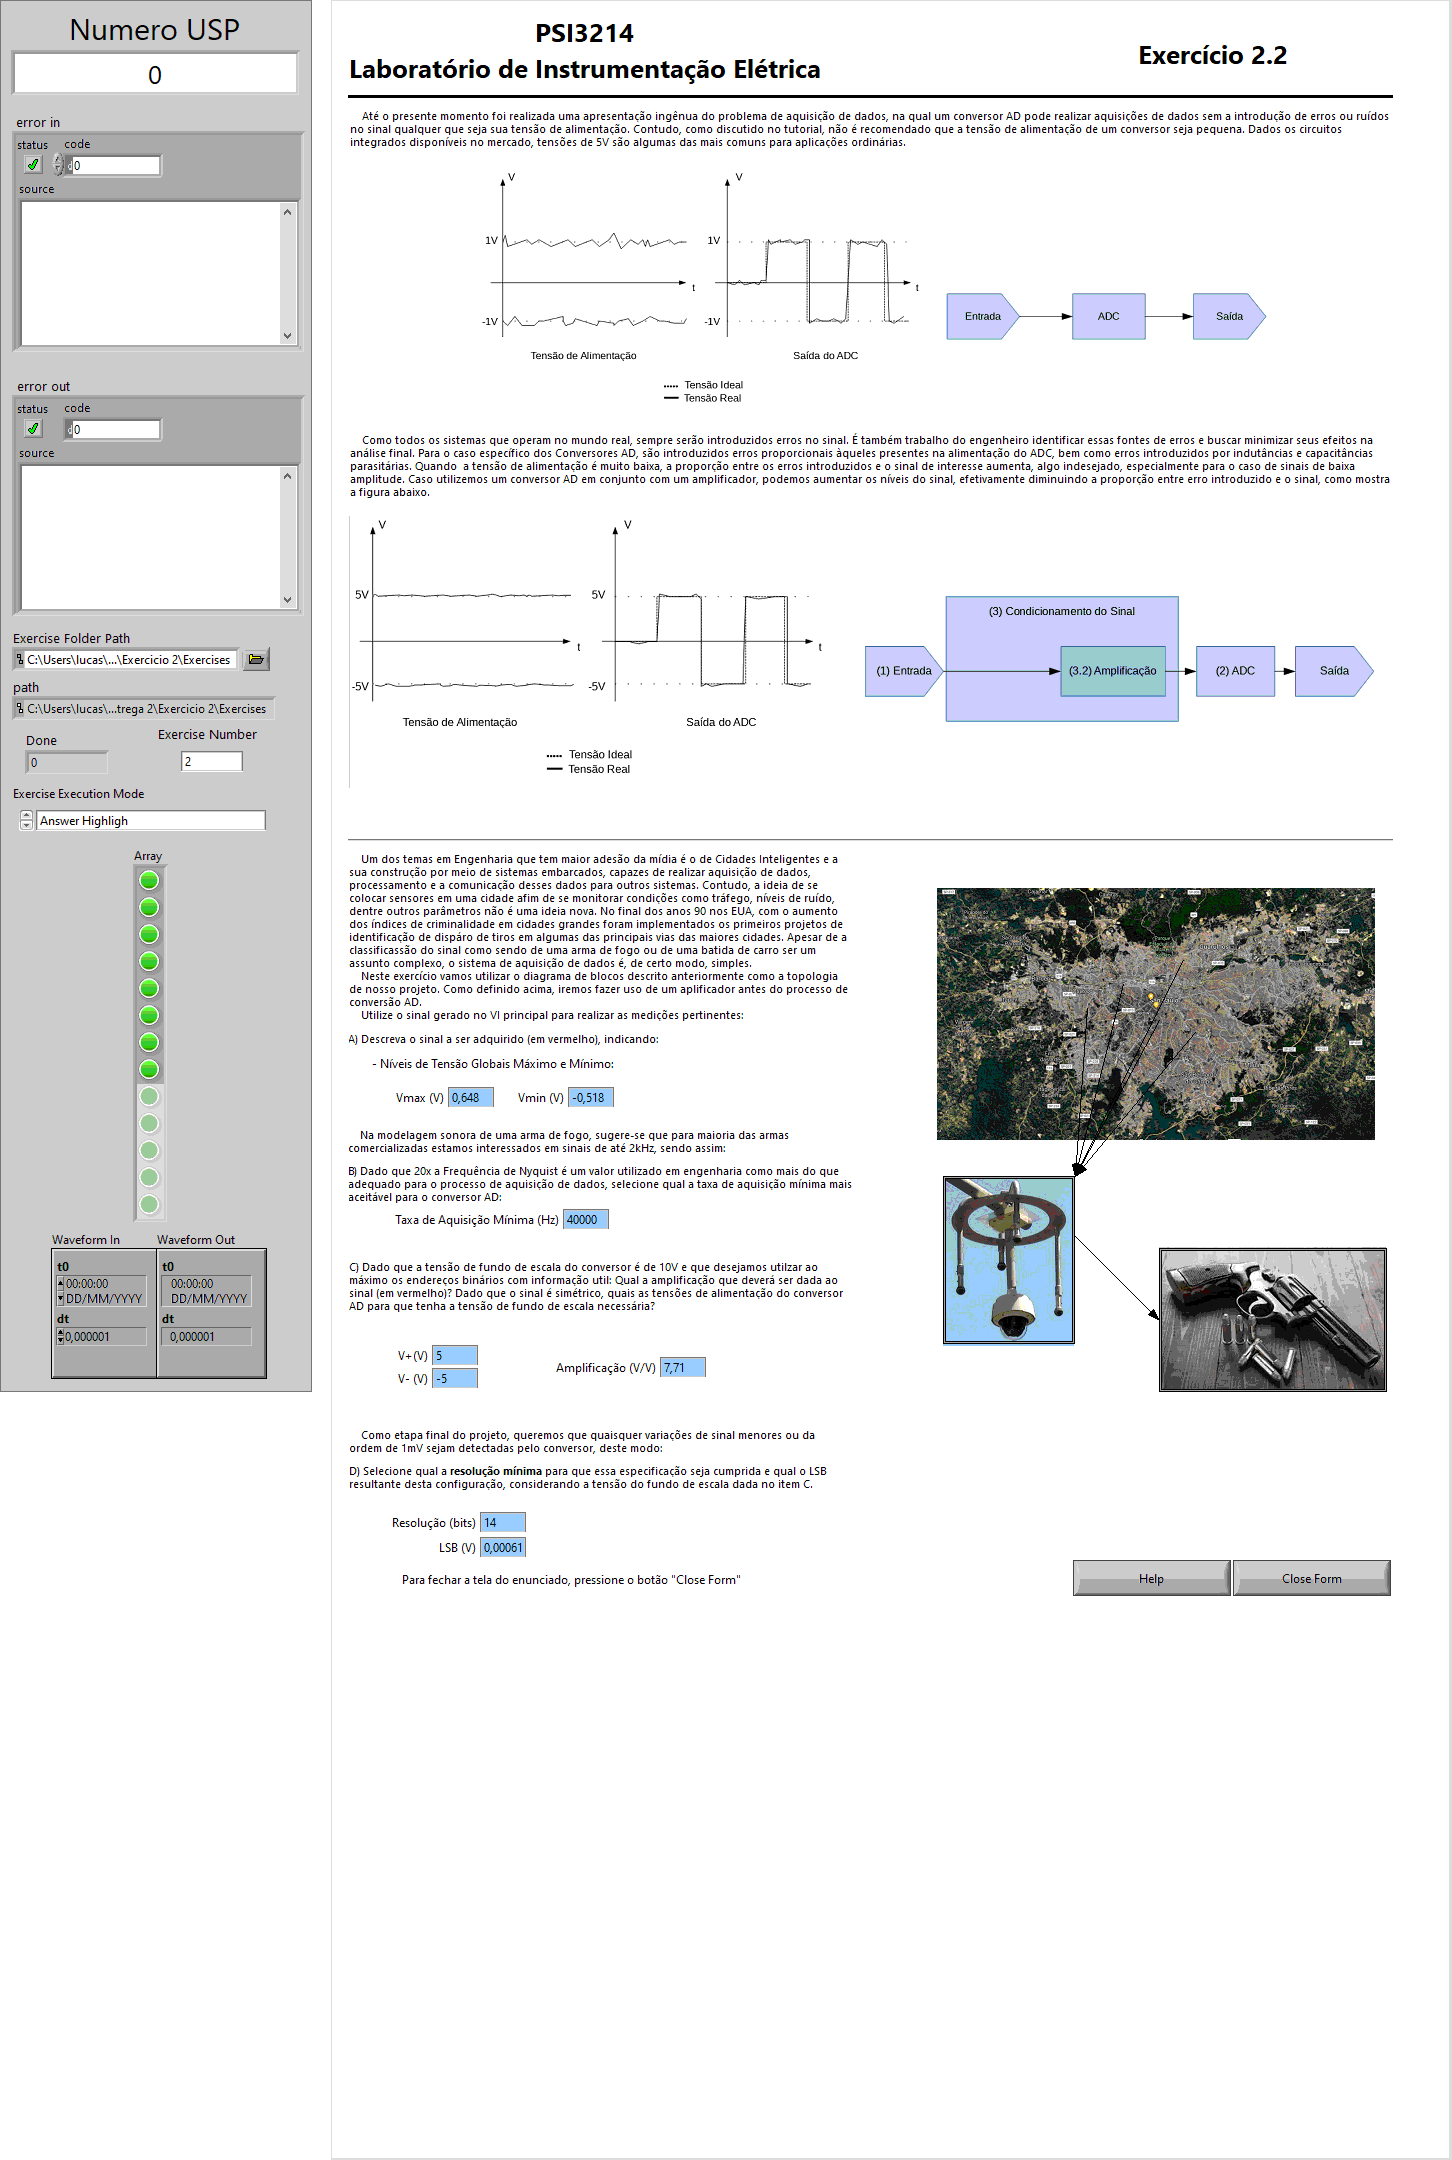 Numero USP
0
error in
status
code
0
source
error out
status
code
0
source
Exercise Folder Path
C:\Users\lucas\...\Exercicio 2\Exercises
path
C:\Users\lucas\...trega 2\Exercicio 2\Exercises
Done
Exercise Number
0
2
Exercise Execution Mode
Answer Highligh
Array
Waveform In
Waveform Out
t0
00:00:00
DD/MM/YYYY
dt
0,000001
t0
00:00:00
DD/MM/YYYY
dt
0,000001
PSI3214
Laboratório de Instrumentação Elétrica
Exercício 2.2
Até o presente momento foi realizada uma apresentação ingênua do problema de aquisição de dados, na qual um conversor AD pode realizar aquisições de dados sem a introdução de erros ou ruídos
no sinal qualquer que seja sua tensão de alimentação. Contudo, como discutido no tutorial, não é recomendado que a tensão de alimentação de um conversor seja pequena. Dados os circuitos
integrados disponíveis no mercado, tensões de 5V são algumas das mais comuns para aplicações ordinárias.
V
1V
-1V
t
Tensão de Alimentação
V
1V
-1V
t
Saída do ADC
Tensão Ideal
Tensão Real
Entrada
ADC
Saída
Como todos os sistemas que operam no mundo real, sempre serão introduzidos erros no sinal. É também trabalho do engenheiro identificar essas fontes de erros e buscar minimizar seus efeitos na
análise final. Para o caso específico dos Conversores AD, são introduzidos erros proporcionais àqueles presentes na alimentação do ADC, bem como erros introduzidos por indutâncias e capacitâncias
parasitárias. Quando  a tensão de alimentação é muito baixa, a proporção entre os erros introduzidos e o sinal de interesse aumenta, algo indesejado, especialmente para o caso de sinais de baixa
amplitude. Caso utilizemos um conversor AD em conjunto com um amplificador, podemos aumentar os níveis do sinal, efetivamente diminuindo a proporção entre erro introduzido e o sinal, como mostra
a figura abaixo.
V
5V
-5V
t
Tensão de Alimentação
V
5V
-5V
t
Saída do ADC
Tensão Ideal
Tensão Real
(3) Condicionamento do Sinal
(1) Entrada
(3.2) Amplificação
(2) ADC
Saída
Um dos temas em Engenharia que tem maior adesão da mídia é o de Cidades Inteligentes e a
sua construção por meio de sistemas embarcados, capazes de realizar aquisição de dados,
processamento e a comunicação desses dados para outros sistemas. Contudo, a ideia de se
colocar sensores em uma cidade afim de se monitorar condições como tráfego, níveis de ruído,
dentre outros parâmetros não é uma ideia nova. No final dos anos 90 nos EUA, com o aumento
dos índices de criminalidade em cidades grandes foram implementados os primeiros projetos de
identificação de dispáro de tiros em algumas das principais vias das maiores cidades. Apesar de a
classificassão do sinal como sendo de uma arma de fogo ou de uma batida de carro ser um
assunto complexo, o sistema de aquisição de dados é, de certo modo, simples.
Neste exercício vamos utilizar o diagrama de blocos descrito anteriormente como a topologia
de nosso projeto. Como definido acima, iremos fazer uso de um aplificador antes do processo de
conversão AD.
Utilize o sinal gerado no VI principal para realizar as medições pertinentes:
A) Descreva o sinal a ser adquirido (em vermelho), indicando:
- Níveis de Tensão Globais Máximo e Mínimo:
Vmax (V) 0,648 Vmin (V) -0,518
Na modelagem sonora de uma arma de fogo, sugere-se que para maioria das armas
comercializadas estamos interessados em sinais de até 2kHz, sendo assim:
B) Dado que 20x a Frequência de Nyquist é um valor utilizado em engenharia como mais do que
adequado para o processo de aquisição de dados, selecione qual a taxa de aquisição mínima mais
aceitável para o conversor AD:
Taxa de Aquisição Mínima (Hz) 40000
C) Dado que a tensão de fundo de escala do conversor é de 10V e que desejamos utilzar ao
máximo os endereços binários com informação util: Qual a amplificação que deverá ser dada ao
sinal (em vermelho)? Dado que o sinal é simétrico, quais as tensões de alimentação do conversor
AD para que tenha a tensão de fundo de escala necessária?
V+(V) 5
V- (V) -5
Amplificação (V/V) 7,71
Como etapa final do projeto, queremos que quaisquer variações de sinal menores ou da
ordem de 1mV sejam detectadas pelo conversor, deste modo:
D) Selecione qual a resolução mínima para que essa especificação seja cumprida e qual o LSB
resultante desta configuração, considerando a tensão do fundo de escala dada no item C.
Resolução (bits) 14
LSB (V) 0,00061
Para fechar a tela do enunciado, pressione o botão "Close Form"
Help
Close Form